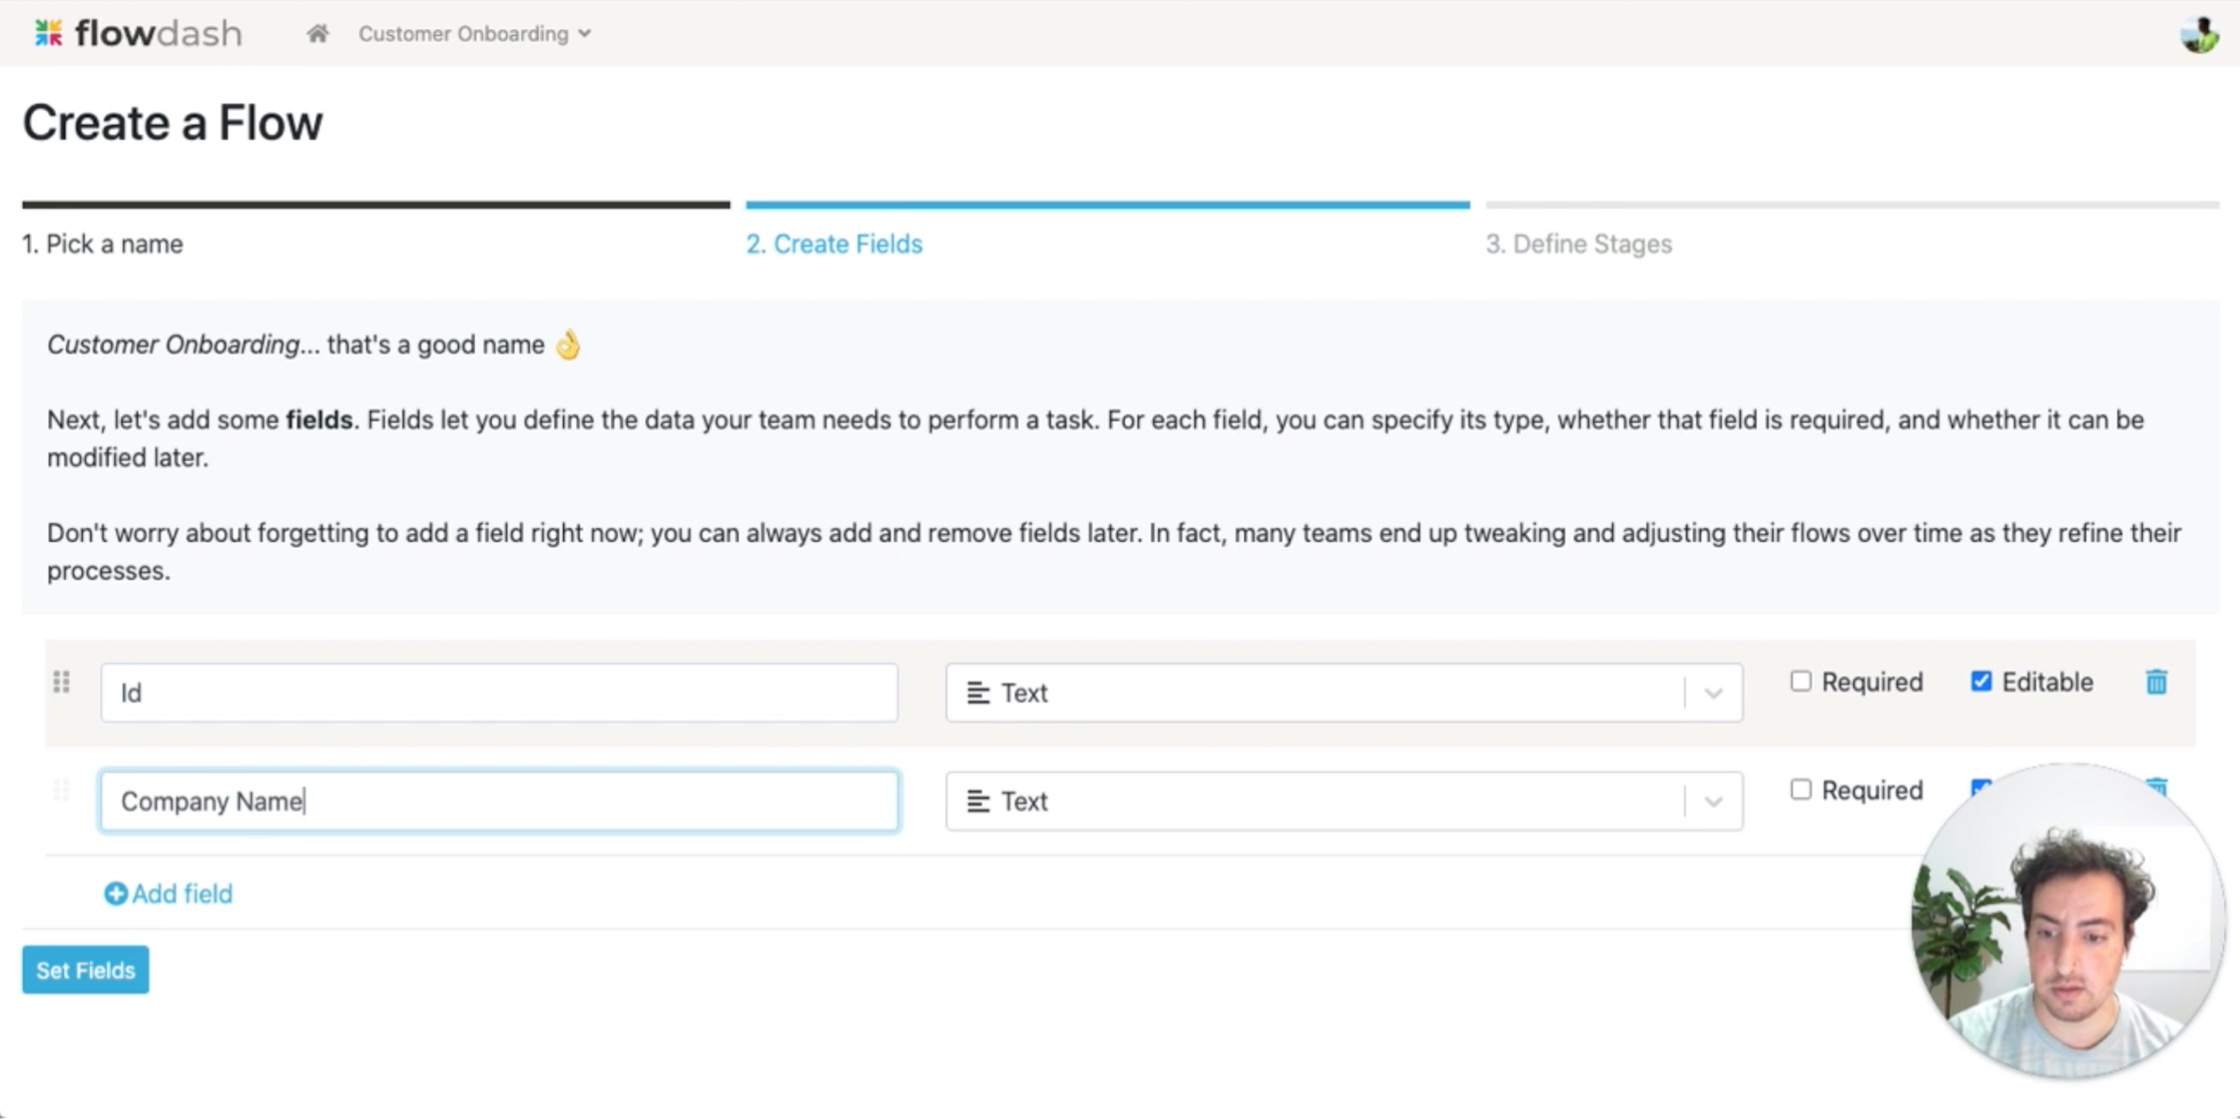 flowdash
Customer Onboarding
Create a Flow
1. Pick a name
2. Create Fields
3. Define Stages
Customer Onboarding... that's a good name 👌
Next, let's add some fields. Fields let you define the data your team needs to perform a task. For each field, you can specify its type, whether that field is required, and whether it can be
modified later.
Don't worry about forgetting to add a field right now; you can always add and remove fields later. In fact, many teams end up tweaking and adjusting their flows over time as they refine their
processes.
Id
Text
Required
Editable
Company Name
Text
Required
Add field
Set Fields